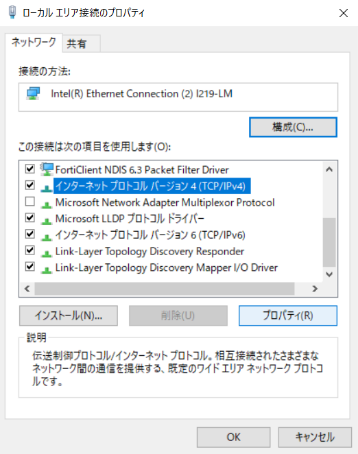 ローカル エリア接続のプロパティ
ネットワーク 共有
接続の方法:
Intel(R) Ethernet Connection (2) I219-LM
構成(C)...
この接続は次の項目を使用します(O):
FortiClient NDIS 6.3 Packet Filter Driver
インターネット プロトコル バージョン 4 (TCP/IPv4)
Microsoft Network Adapter Multiplexor Protocol
Microsoft LLDP プロトコル ドライバー
インターネット プロトコル バージョン 6 (TCP/IPv6)
Link-Layer Topology Discovery Responder
Link-Layer Topology Discovery Mapper I/O Driver
インストール(N)... 削除(U) プロパティ(R)
説明
伝送制御プロトコル/インターネット プロトコル。相互接続されたさまざまな
ネットワーク間の通信を提供する、既定のワイド エリア ネットワーク プロトコ
ルです。
OK キャンセル